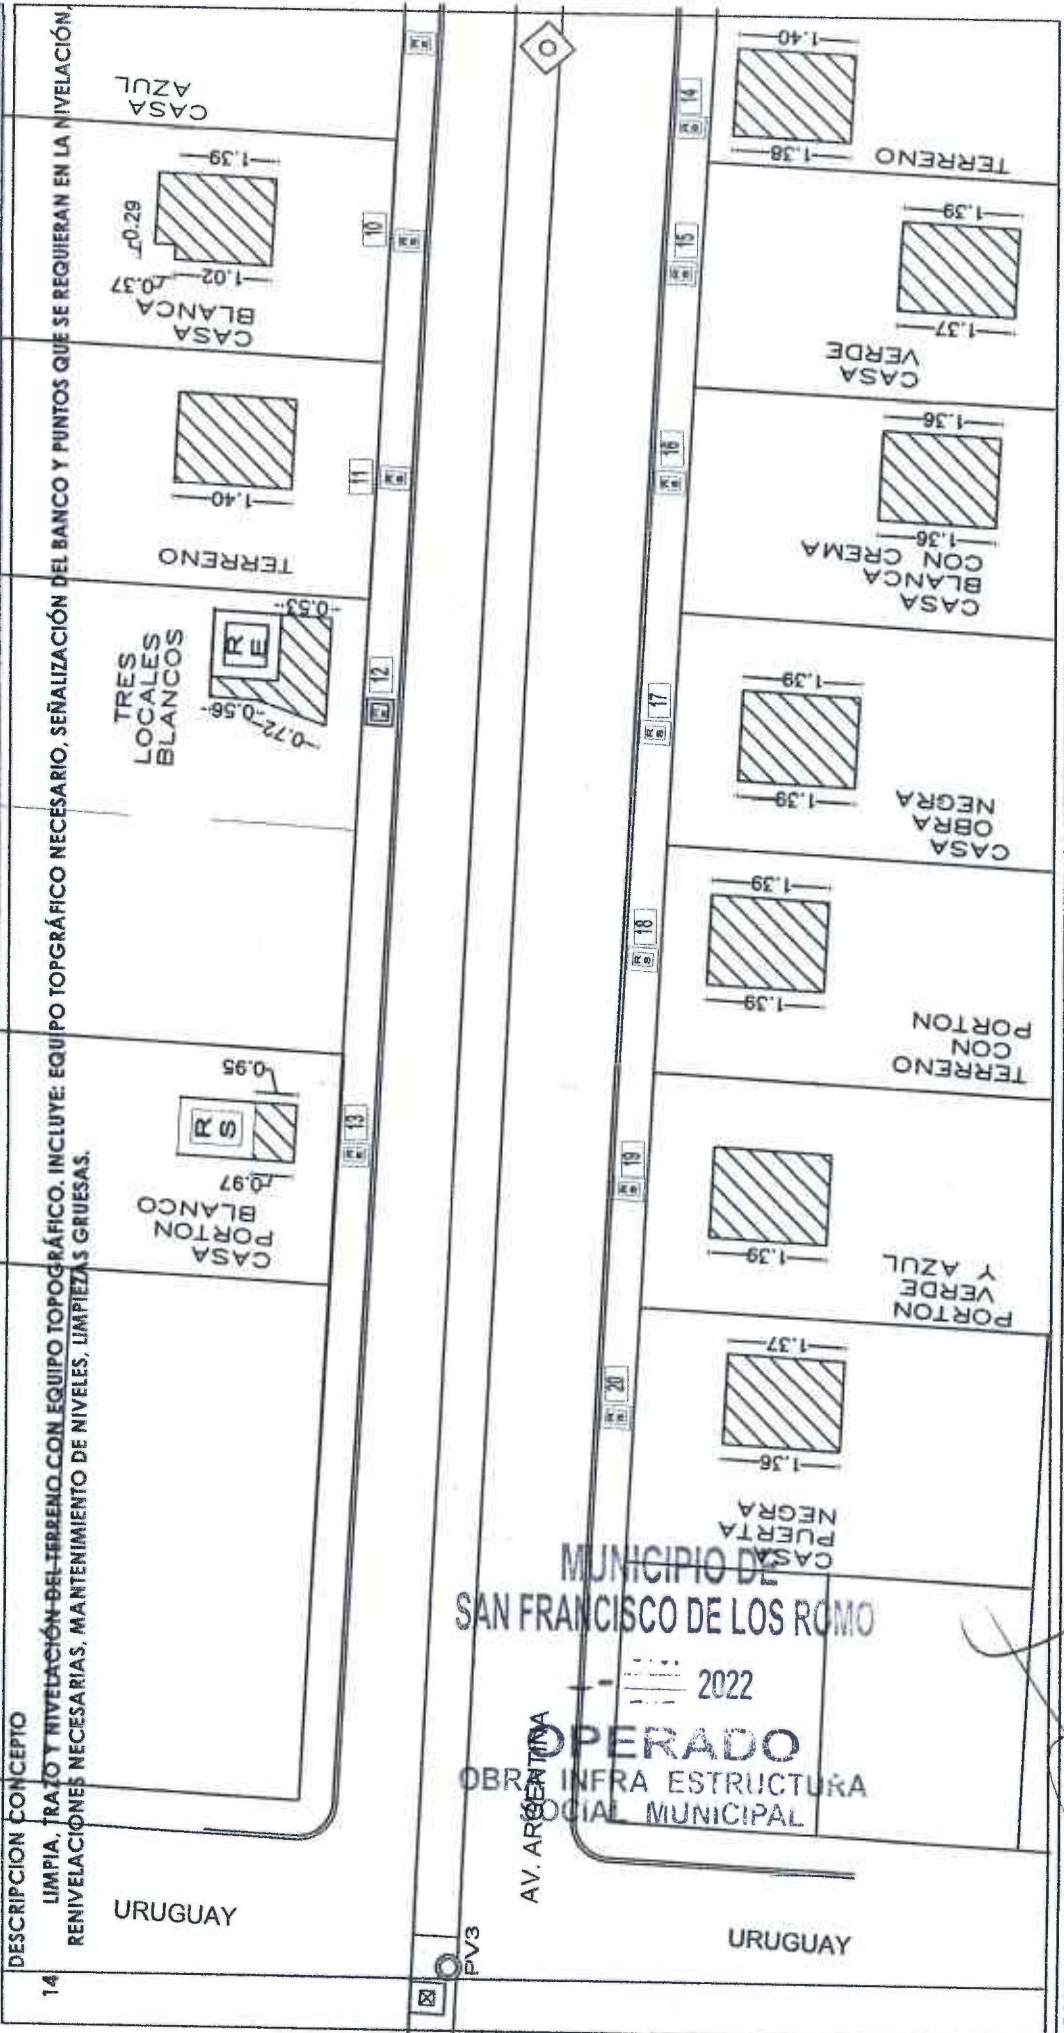 DESCRIPCION CONCEPTO
14 LIMPIA, TRAZO Y NIVELACIÓN DEL TERRENO CON EQUIPO TOPOGRÁFICO. INCLUYE: EQUIPO TOPGRÁFICO NECESARIO, SEÑALIZACIÓN DEL BANCO Y PUNTOS QUE SE REQUIERAN EN LA NIVELACIÓN,
RENIVELACIONES NECESARIAS, MANTENIMIENTO DE NIVELES, LIMPIEZAS GRUESAS.
URUGUAY
CASA
PORTON
BLANCO
0.97
R
S
0.95
13
TRES
LOCALES
BLANCOS
0.72
0.56
R
E
0.53
12
TERRENO
1.40
11
CASA
BLANCA
0.37
1.02
0.29
1.39
10
CASA
AZUL
PV3
AV. ARGENTINA
URUGUAY
20
CASA
PUERTA
NEGRA
1.36
1.37
19
PORTON
VERDE
Y AZUL
1.39
18
TERRENO
CON
PORTON
1.39
1.39
17
CASA
OBRA
NEGRA
1.39
1.39
16
CASA
BLANCA
CON CREMA
1.36
1.36
15
CASA
VERDE
1.37
1.39
14
TERRENO
1.38
1.40
MUNICIPIO DE
SAN FRANCISCO DE LOS ROMO
2022
OPERADO
OBRA INFRA ESTRUCTURA
SOCIAL MUNICIPAL